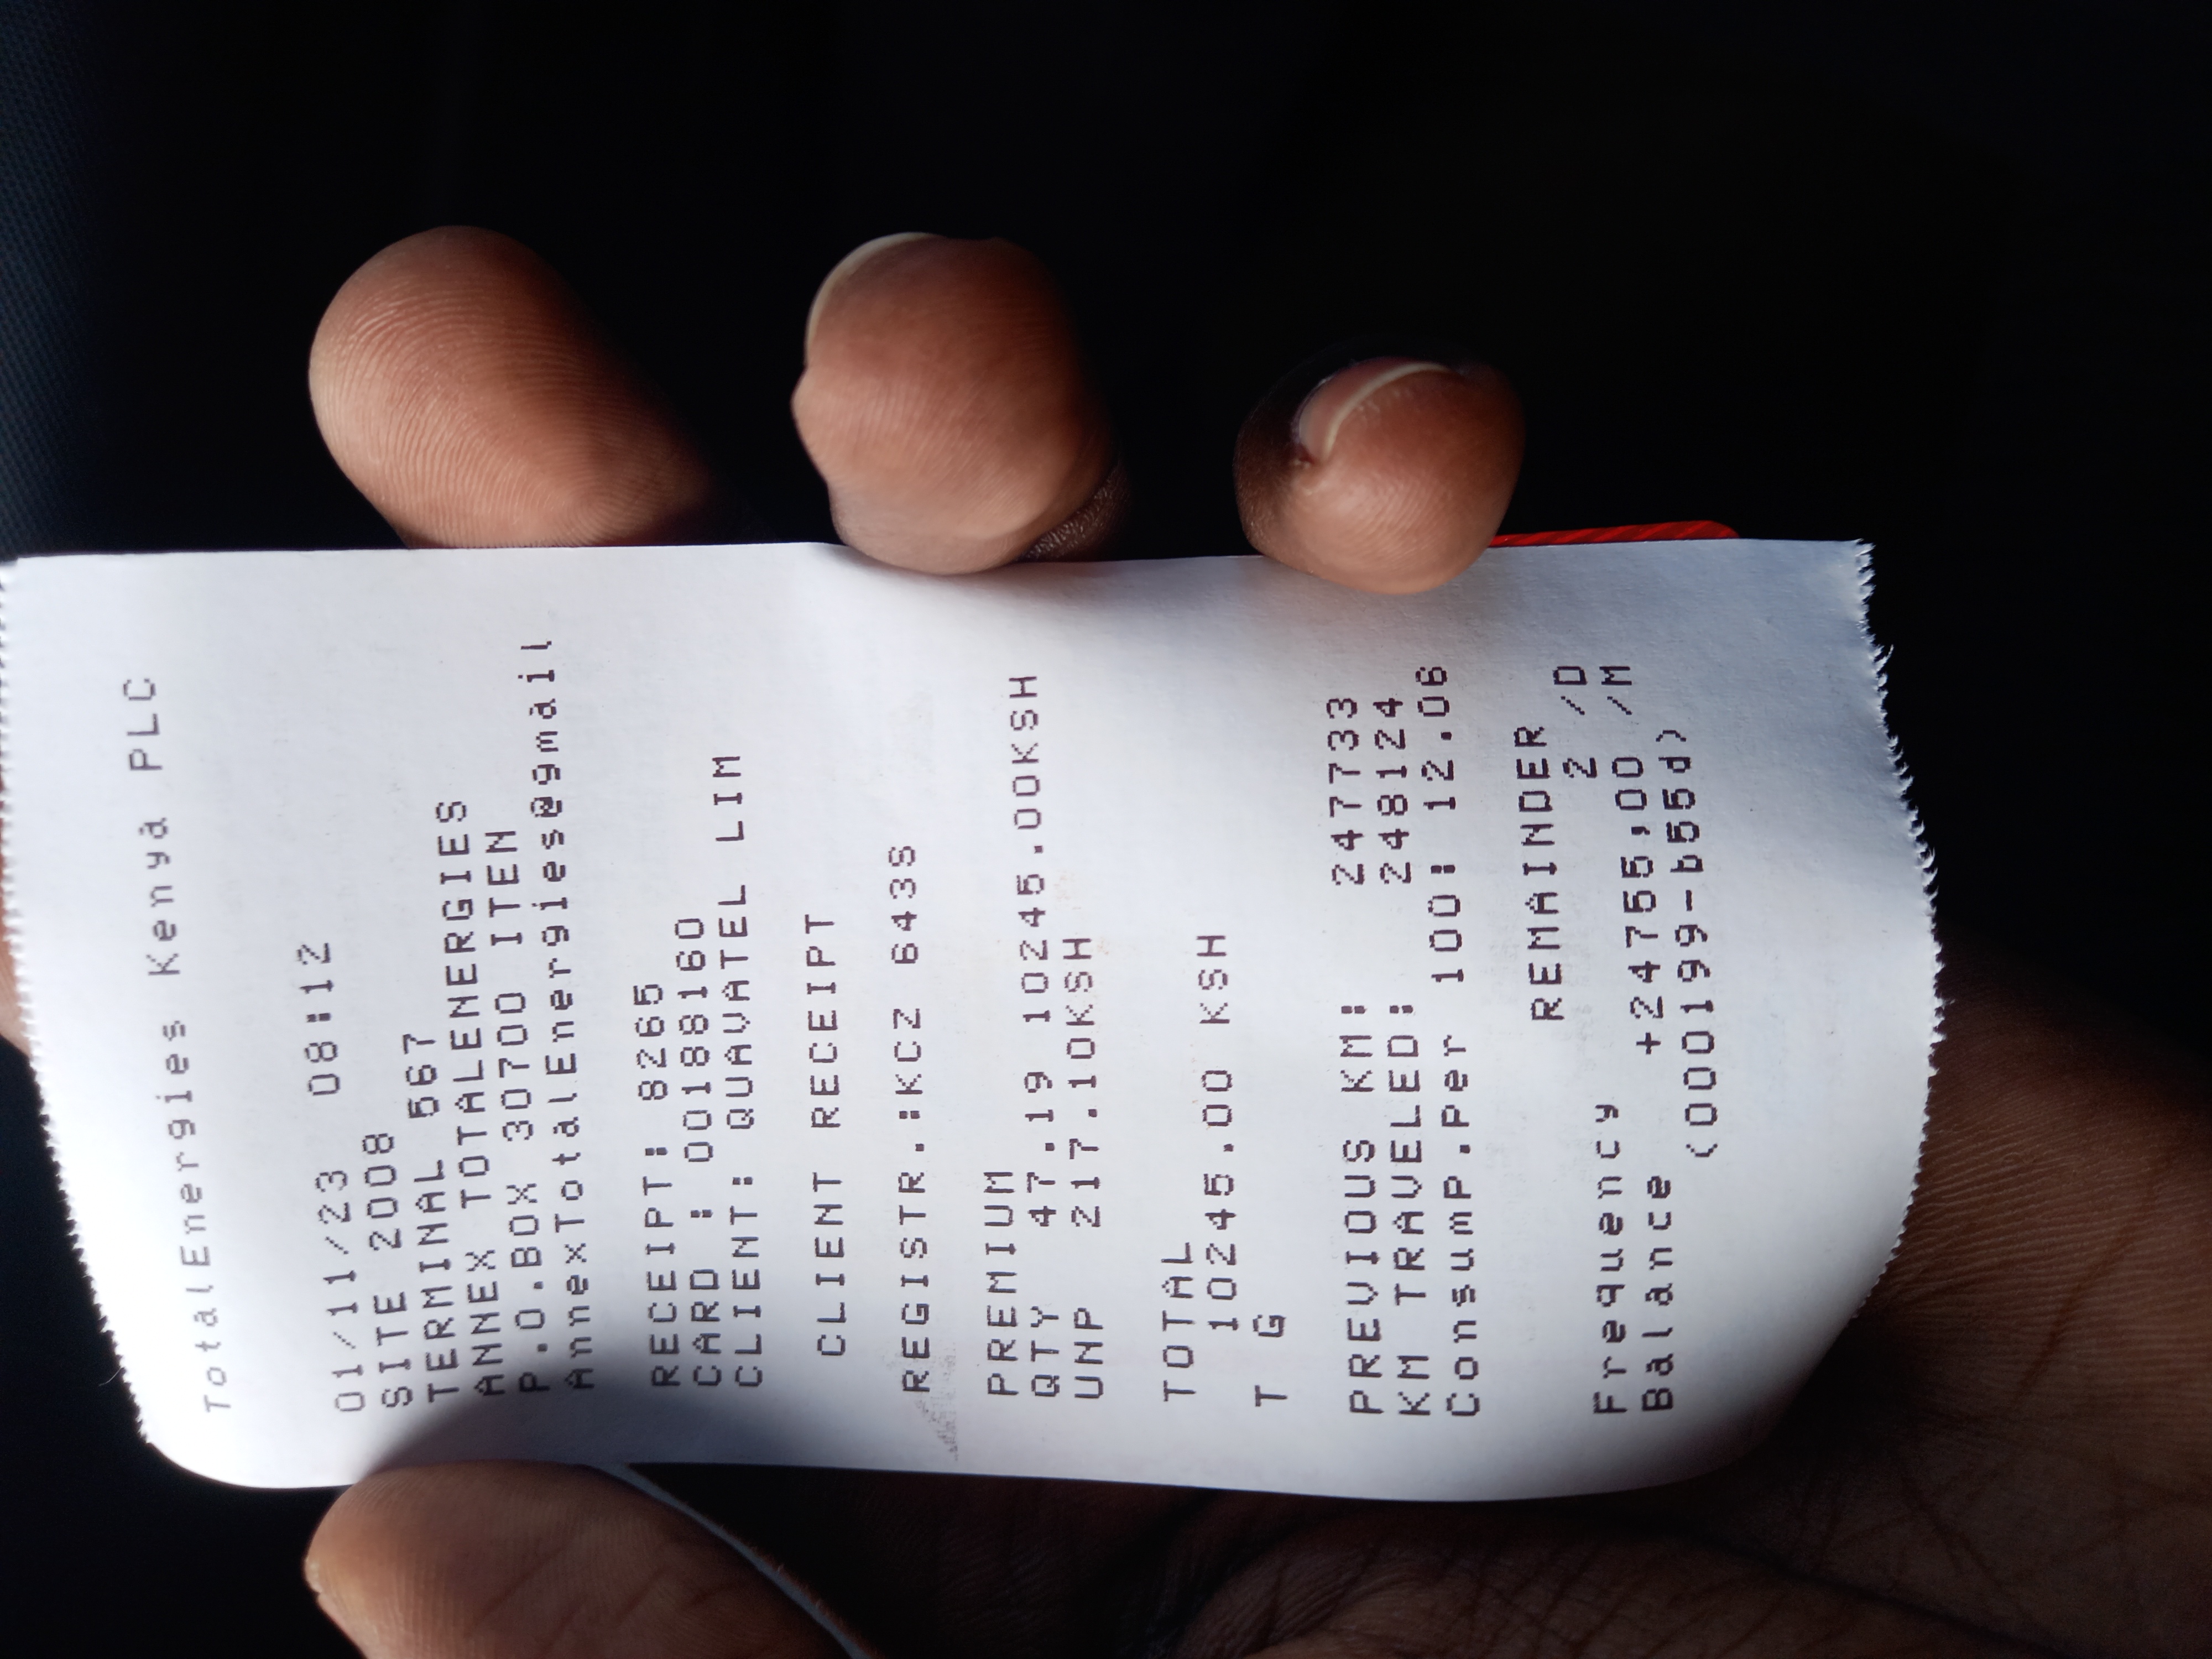 TotalEnergies Kenya PLC
01/11/23 08:12
SITE 2008
TERMINAL 567
ANNEX TOTALENERGIES
P.O.BOX 30700 ITEN
AnnexTotalEnergies@gmail
RECEIPT: 8265
CARD : 00188160
CLIENT: QUAVATEL LIM
CLIENT RECEIPT
REGISTR.:KCZ 643S
PREMIUM
QTY 47.19 10245.00KSH
UNP 217.10KSH
TOTAL
10245.00 KSH
T G
PREVIOUS KM: 247733
KM TRAVELED: 248124
Consump.Per 100: 12.06
REMAINDER
Frequency 2 /D
Balance +24755,00 /M
(000199-b55d)